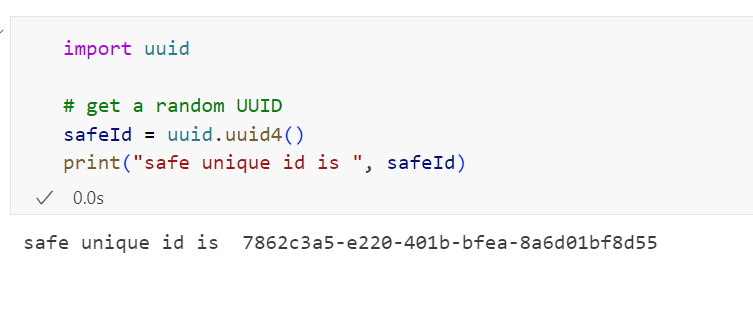 import uuid
# get a random UUID
safeId = uuid.uuid4()
print("safe unique id is ", safeId)
0.0s
safe unique id is  7862c3a5-e220-401b-bfea-8a6d01bf8d55